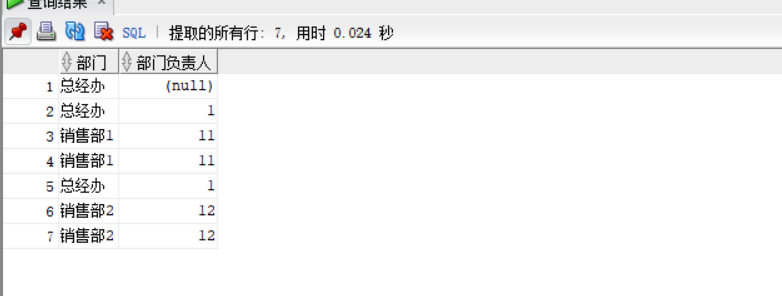 查询结果 ×
SQL | 提取的所有行: 7, 用时 0.024 秒
部门 部门负责人
1 总经办 (null)
2 总经办 1
3 销售部1 11
4 销售部1 11
5 总经办 1
6 销售部2 12
7 销售部2 12